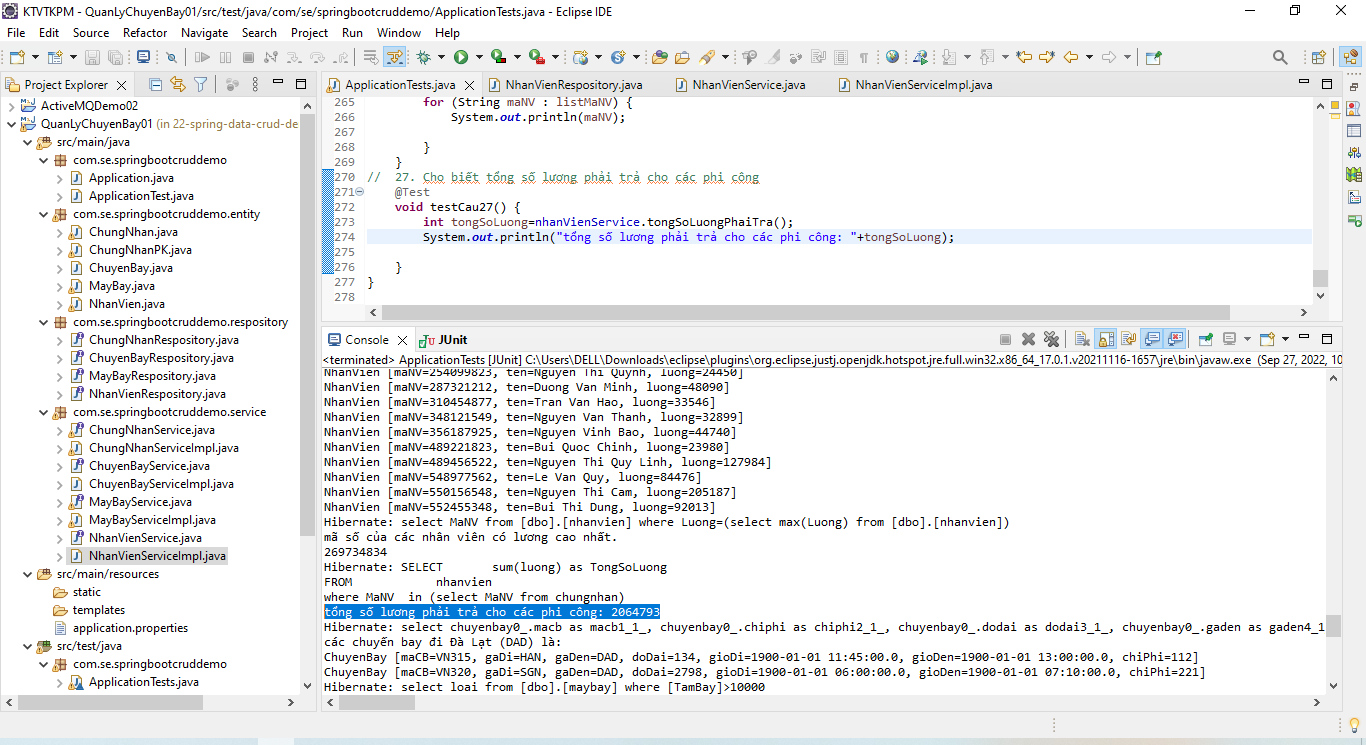 KTVTKPM - QuanLyChuyenBay01/src/test/java/com/se/springbootcruddemo/ApplicationTests.java - Eclipse IDE
File Edit Source Refactor Navigate Search Project Run Window Help
Project Explorer
ActiveMQDemo02
QuanLyChuyenBay01 (in 22-spring-data-crud-de
src/main/java
com.se.springbootcruddemo
Application.java
ApplicationTest.java
com.se.springbootcruddemo.entity
ChungNhan.java
ChungNhanPK.java
ChuyenBay.java
MayBay.java
NhanVien.java
com.se.springbootcruddemo.respository
ChungNhanRespository.java
ChuyenBayRespository.java
MayBayRespository.java
NhanVienRespository.java
com.se.springbootcruddemo.service
ChungNhanService.java
ChungNhanServiceImpl.java
ChuyenBayService.java
ChuyenBayServiceImpl.java
MayBayService.java
MayBayServiceImpl.java
NhanVienService.java
NhanVienServiceImpl.java
src/main/resources
static
templates
application.properties
src/test/java
com.se.springbootcruddemo
ApplicationTests.java
ApplicationTests.java NhanVienRespository.java NhanVienService.java NhanVienServiceImpl.java
265 for (String maNV : listMaNV) {
266 System.out.println(maNV);
267
268 }
269 }
270 // 27. Cho biết tổng số lương phải trả cho các phi công
271 @Test
272 void testCau27() {
273 int tongSoLuong=nhanVienService.tongSoLuongPhaiTra();
274 System.out.println("tổng số lương phải trả cho các phi công: "+tongSoLuong);
275
276 }
277 }
278
Console JUnit
<terminated> ApplicationTests [JUnit] C:\Users\DELL\Downloads\eclipse\plugins\org.eclipse.justj.openjdk.hotspot.jre.full.win32.x86_64_17.0.1.v20211116-1657\jre\bin\javaw.exe (Sep 27, 2022, 10
NhanVien [maNV=254099823, ten=Nguyen Thi Quynh, luong=24450]
NhanVien [maNV=287321212, ten=Duong Van Minh, luong=48090]
NhanVien [maNV=310454877, ten=Tran Van Hao, luong=33546]
NhanVien [maNV=348121549, ten=Nguyen Van Thanh, luong=32899]
NhanVien [maNV=356187925, ten=Nguyen Vinh Bao, luong=44740]
NhanVien [maNV=489221823, ten=Bui Quoc Chinh, luong=23980]
NhanVien [maNV=489456522, ten=Nguyen Thi Quy Linh, luong=127984]
NhanVien [maNV=548977562, ten=Le Van Quy, luong=84476]
NhanVien [maNV=550156548, ten=Nguyen Thi Cam, luong=205187]
NhanVien [maNV=552455348, ten=Bui Thi Dung, luong=92013]
Hibernate: select MaNV from [dbo].[nhanvien] where Luong=(select max(Luong) from [dbo].[nhanvien])
mã số của các nhân viên có lương cao nhất.
269734834
Hibernate: SELECT sum(luong) as TongSoLuong
FROM nhanvien
where MaNV in (select MaNV from chungnhan)
tổng số lương phải trả cho các phi công: 2064793
Hibernate: select chuyenbay0_.macb as macb1_1_, chuyenbay0_.chiphi as chiphi2_1_, chuyenbay0_.dodai as dodai3_1_, chuyenbay0_.gaden as gaden4_1
các chuyến bay đi Đà Lạt (DAD) là:
ChuyenBay [maCB=VN315, gaDi=HAN, gaDen=DAD, doDai=134, gioDi=1900-01-01 11:45:00.0, gioDen=1900-01-01 13:00:00.0, chiPhi=112]
ChuyenBay [maCB=VN320, gaDi=SGN, gaDen=DAD, doDai=2798, gioDi=1900-01-01 06:00:00.0, gioDen=1900-01-01 07:10:00.0, chiPhi=221]
Hibernate: select loai from [dbo].[maybay] where [TamBay]>10000